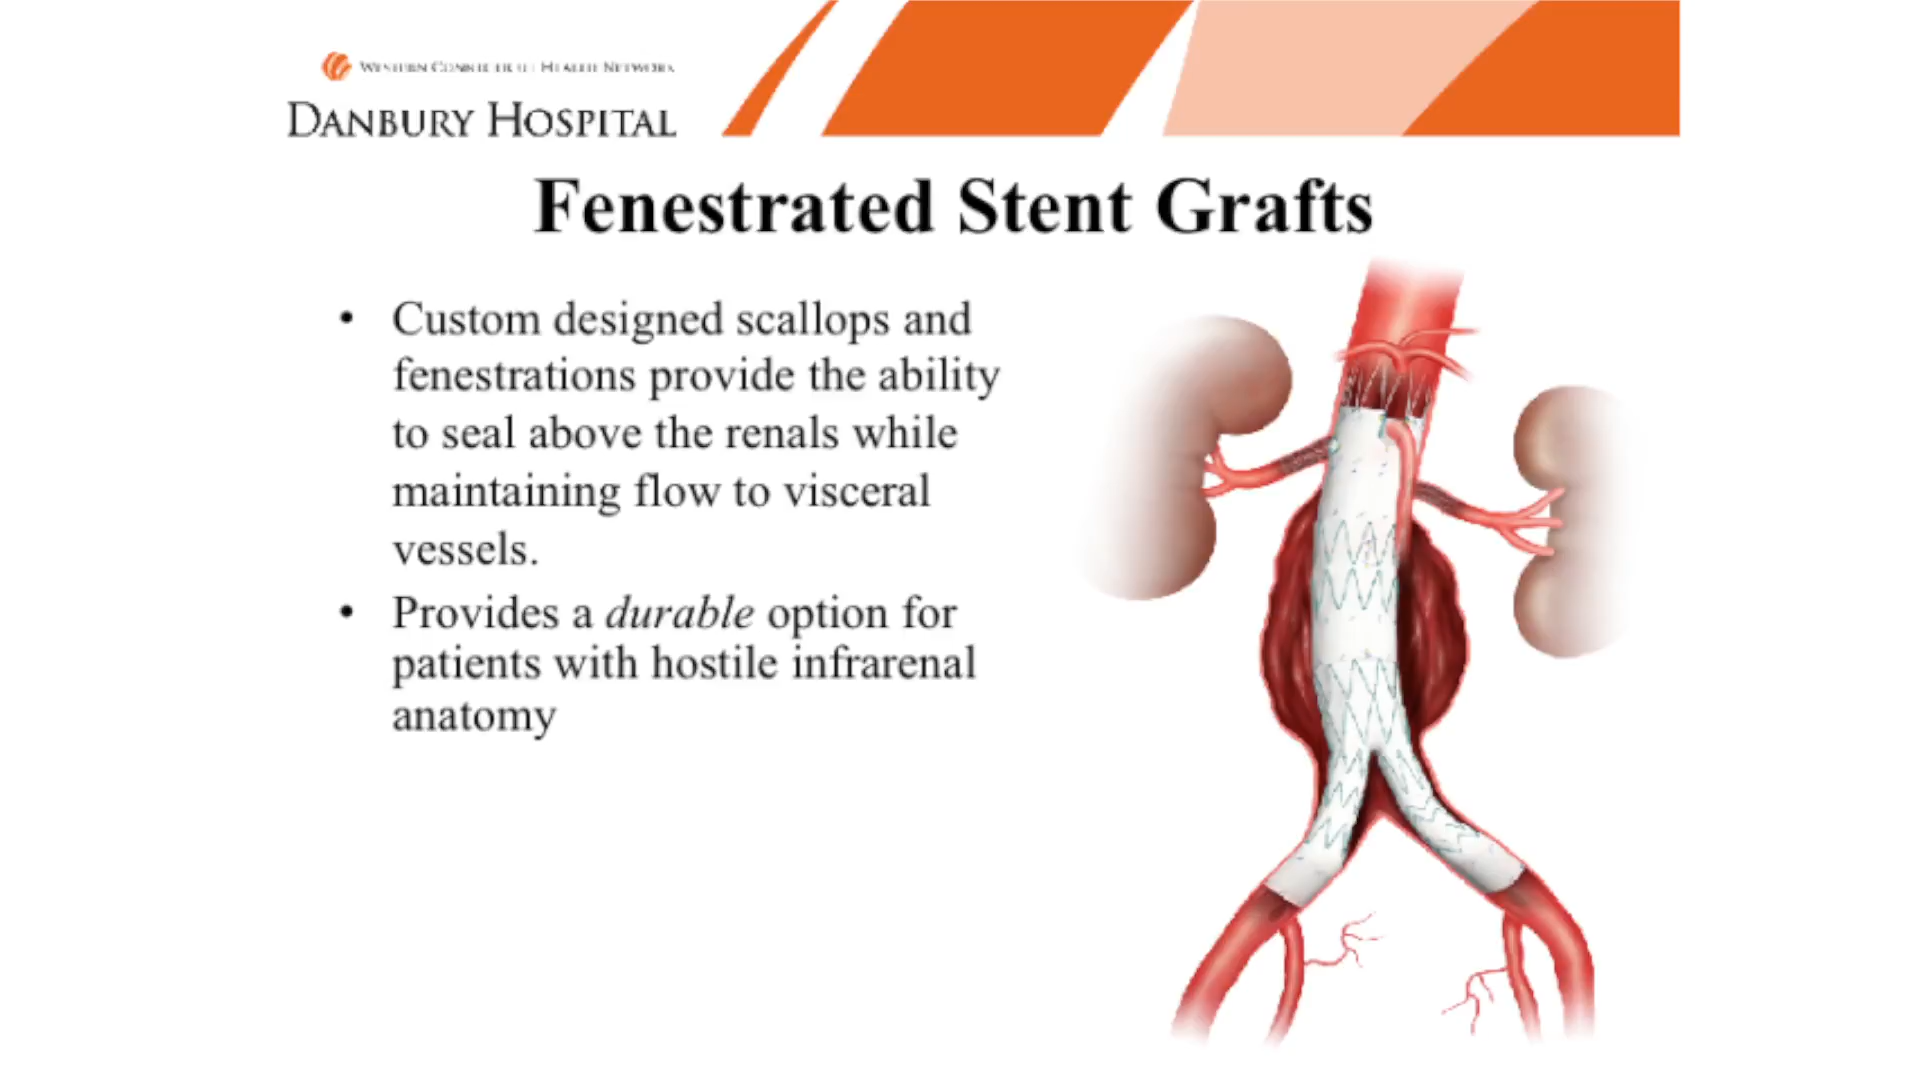 WESTERN CONNECTICUT HEALTH NETWORK
DANBURY HOSPITAL
Fenestrated Stent Grafts
• Custom designed scallops and
fenestrations provide the ability
to seal above the renals while
maintaining flow to visceral
vessels.
• Provides a durable option for
patients with hostile infrarenal
anatomy